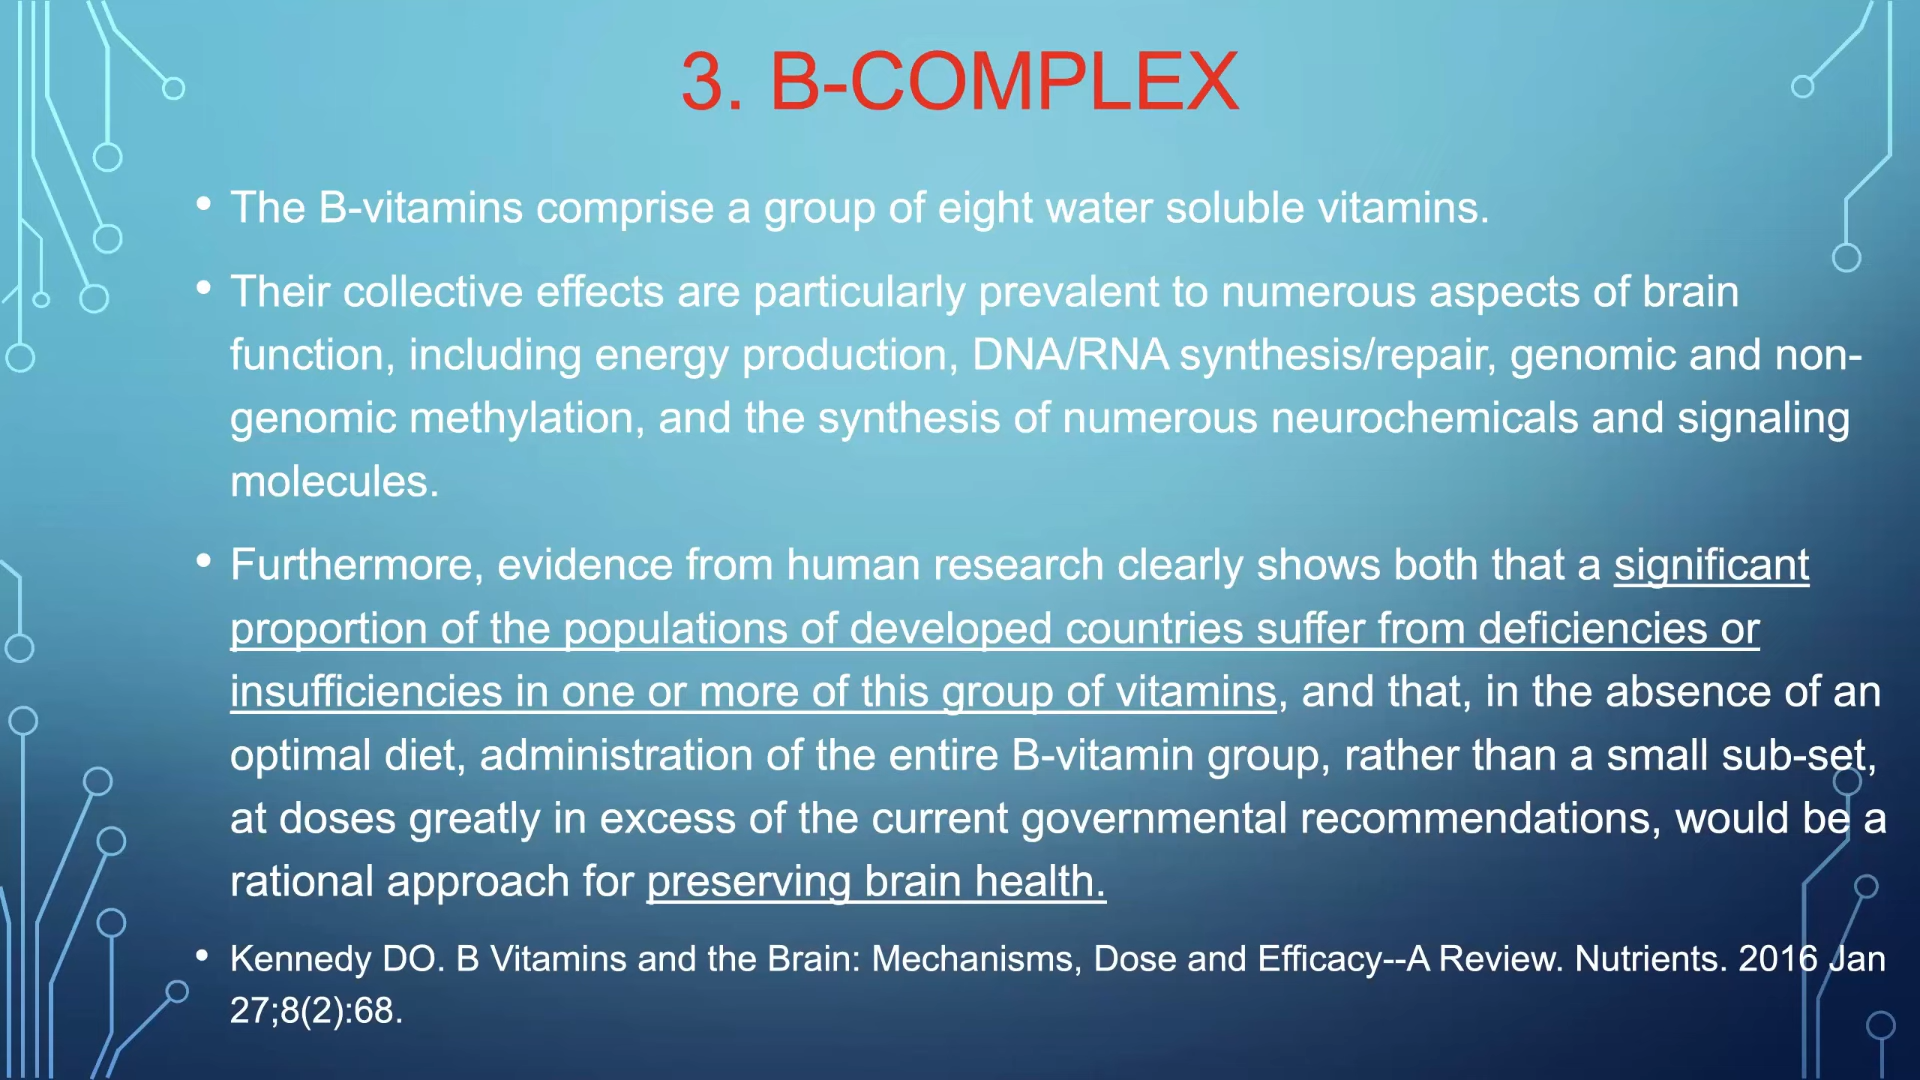 3. B-COMPLEX
• The B-vitamins comprise a group of eight water soluble vitamins.
• Their collective effects are particularly prevalent to numerous aspects of brain
function, including energy production, DNA/RNA synthesis/repair, genomic and non-
genomic methylation, and the synthesis of numerous neurochemicals and signaling
molecules.
• Furthermore, evidence from human research clearly shows both that a significant
proportion of the populations of developed countries suffer from deficiencies or
insufficiencies in one or more of this group of vitamins, and that, in the absence of an
optimal diet, administration of the entire B-vitamin group, rather than a small sub-set,
at doses greatly in excess of the current governmental recommendations, would be a
rational approach for preserving brain health.
• Kennedy DO. B Vitamins and the Brain: Mechanisms, Dose and Efficacy--A Review. Nutrients. 2016 Jan
27;8(2):68.